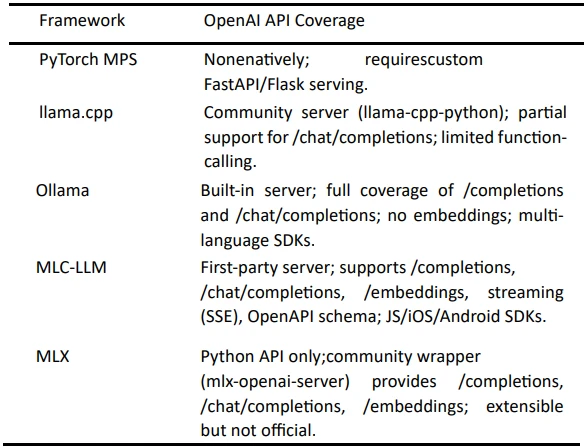 Framework OpenAI API Coverage
PyTorch MPS Nonenatively; requirescustom
FastAPI/Flask serving.
llama.cpp Community server (llama-cpp-python); partial
support for /chat/completions; limited function-
calling.
Ollama Built-in server; full coverage of /completions
and /chat/completions; no embeddings; multi-
language SDKs.
MLC-LLM First-party server; supports /completions,
/chat/completions, /embeddings, streaming
(SSE), OpenAPI schema; JS/iOS/Android SDKs.
MLX Python API only;community wrapper
(mlx-openai-server) provides /completions,
/chat/completions, /embeddings; extensible
but not official.